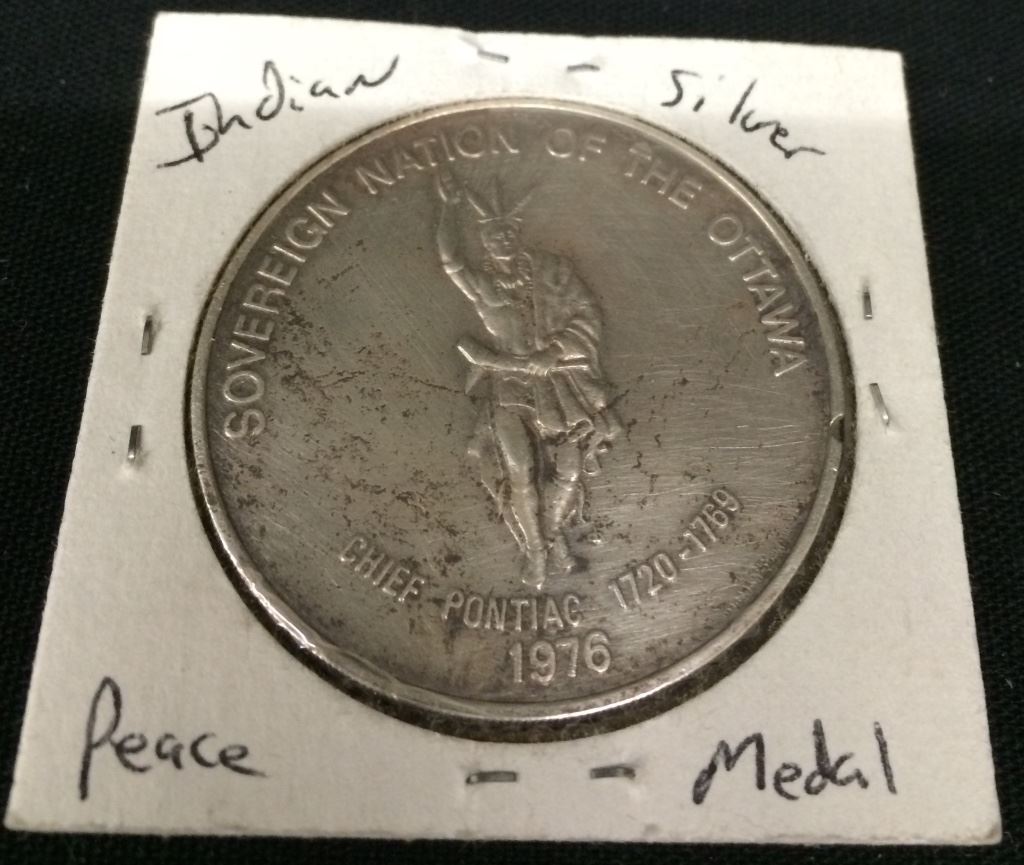 Indian Silver
SOVEREIGN NATION OF THE OTTAWA
CHIEF PONTIAC 1720-1769
1976
Peace Medal